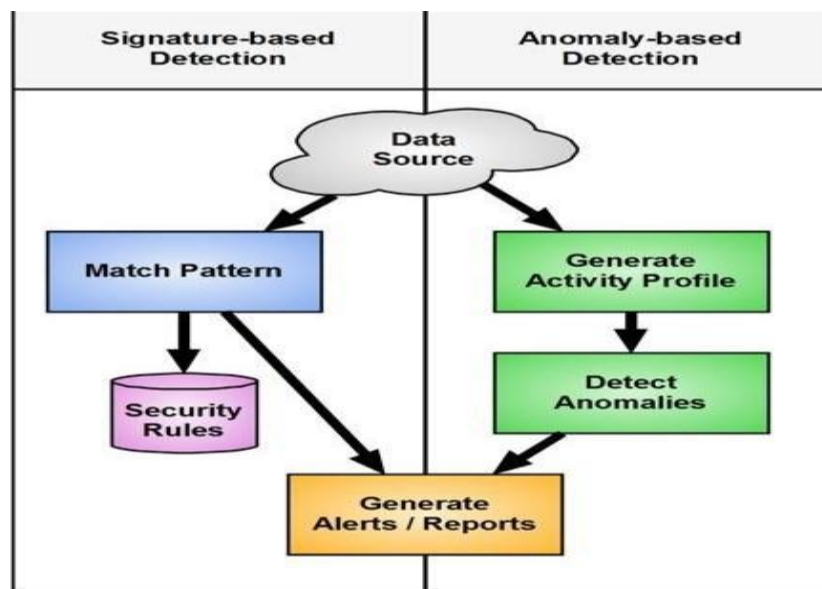 Signature-based
Detection
Anomaly-based
Detection
Data
Source
Match Pattern
Generate
Activity Profile
Security
Rules
Detect
Anomalies
Generate
Alerts / Reports